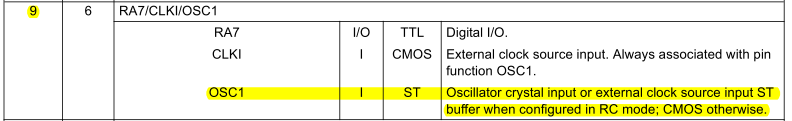 9 6 RA7/CLKI/OSC1
RA7 I/O TTL Digital I/O.
CLKI I CMOS External clock source input. Always associated with pin
function OSC1.
OSC1 I ST Oscillator crystal input or external clock source input ST
buffer when configured in RC mode; CMOS otherwise.